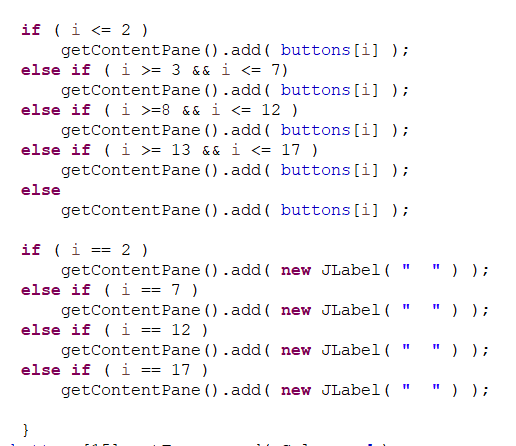 if ( i <= 2 )
getContentPane().add( buttons[i] );
else if ( i >= 3 && i <= 7)
getContentPane().add( buttons[i] );
else if ( i >=8 && i <= 12 )
getContentPane().add( buttons[i] );
else if ( i >= 13 && i <= 17 )
getContentPane().add( buttons[i] );
else
getContentPane().add( buttons[i] );
if ( i == 2 )
getContentPane().add( new JLabel( "  " ) );
else if ( i == 7 )
getContentPane().add( new JLabel( "  " ) );
else if ( i == 12 )
getContentPane().add( new JLabel( "  " ) );
else if ( i == 17 )
getContentPane().add( new JLabel( "  " ) );
}